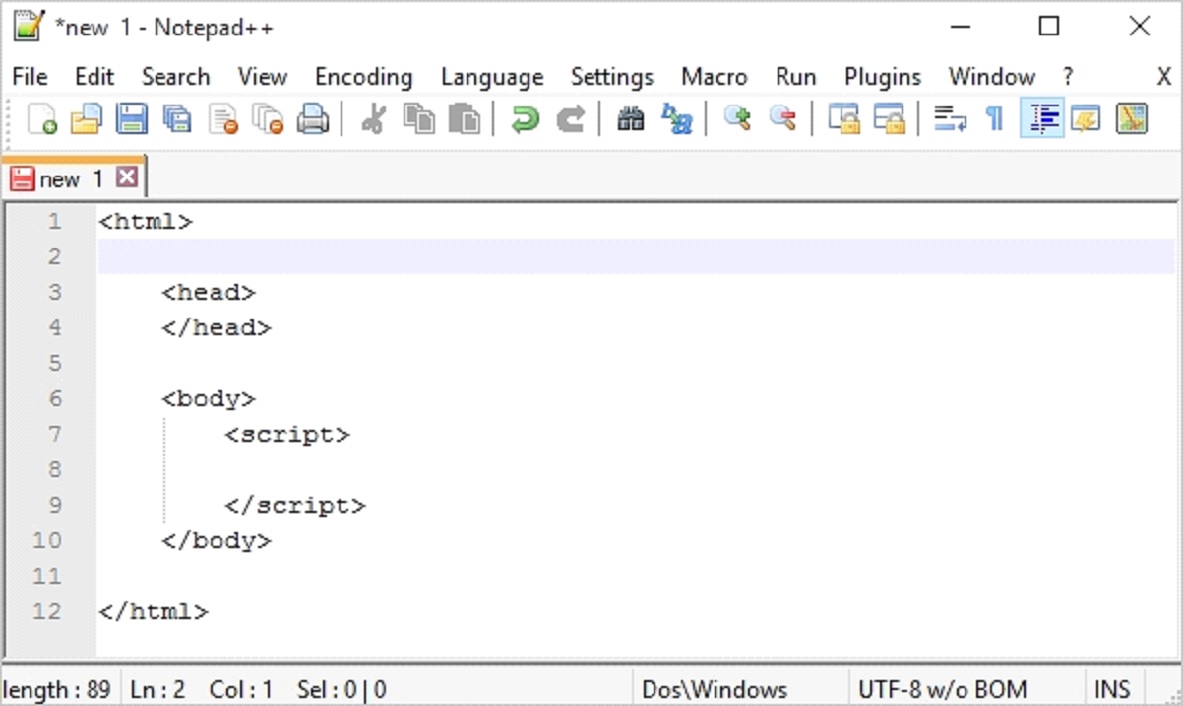 *new 1 - Notepad++
File Edit Search View Encoding Language Settings Macro Run Plugins Window ? X
new 1
1 <html>
2
3 <head>
4 </head>
5
6 <body>
7 <script>
8
9 </script>
10 </body>
11
12 </html>
length : 89 Ln : 2 Col : 1 Sel : 0 | 0 Dos\Windows UTF-8 w/o BOM INS